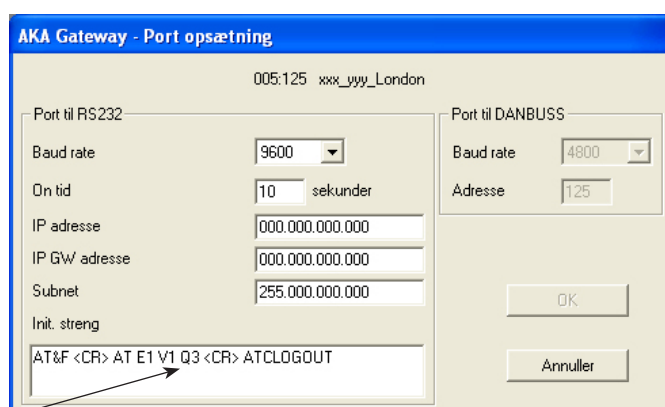 AKA Gateway - Port opsætning
005:125 xxx_yyy_London
Port til RS232
Baud rate 9600
On tid 10 sekunder
IP adresse 000.000.000.000
IP GW adresse 000.000.000.000
Subnet 255.000.000.000
Init. streng
AT&F <CR> AT E1 V1 Q3 <CR> ATCLOGOUT
Port til DANBUSS
Baud rate 4800
Adresse 125
OK
Annuller